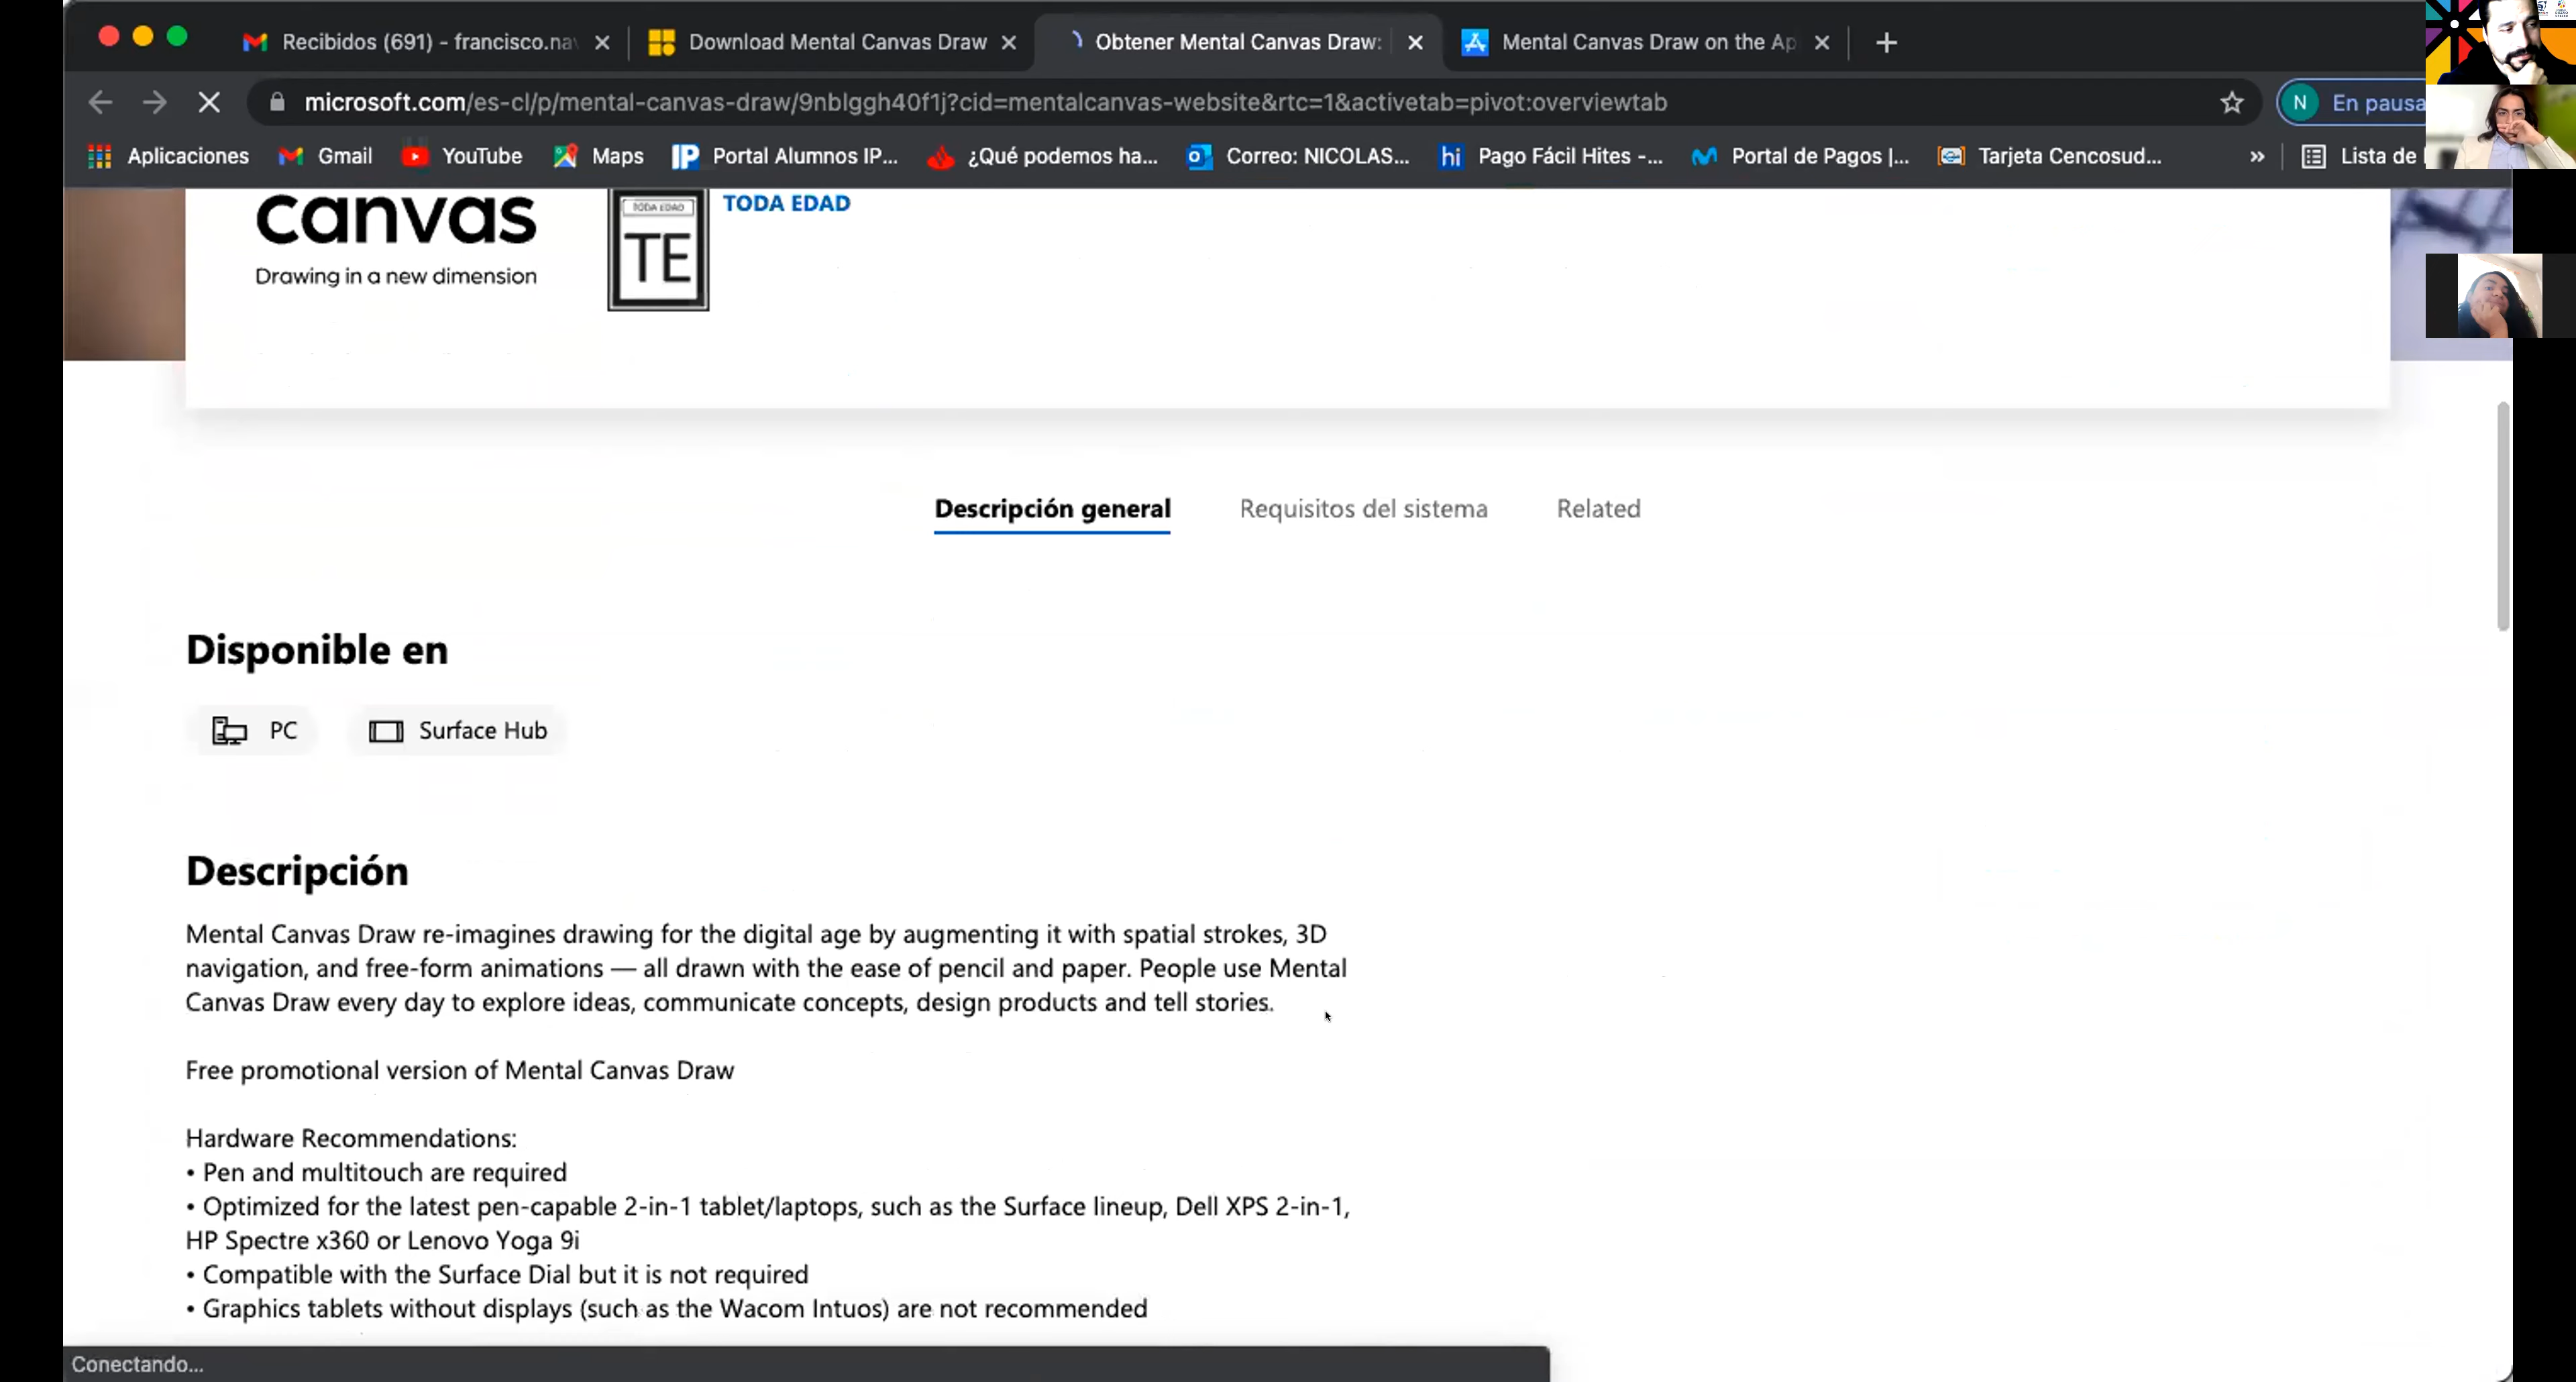 Recibidos (691) - francisco.na
Download Mental Canvas Draw
Obtener Mental Canvas Draw:
Mental Canvas Draw on the Ap
microsoft.com/es-cl/p/mental-canvas-draw/9nblggh40f1j?cid=mentalcanvas-website&rtc=1&activetab=pivot:overviewtab
N En pausa
Aplicaciones
Gmail
YouTube
Maps
IP Portal Alumnos IP...
¿Qué podemos ha...
Correo: NICOLAS...
hi Pago Fácil Hites -...
Portal de Pagos |...
Tarjeta Cencosud...
»
Lista de
canvas
Drawing in a new dimension
TODA EDAD
TE
TODA EDAD
Descripción general
Requisitos del sistema
Related
Disponible en
PC
Surface Hub
Descripción
Mental Canvas Draw re-imagines drawing for the digital age by augmenting it with spatial strokes, 3D
navigation, and free-form animations — all drawn with the ease of pencil and paper. People use Mental
Canvas Draw every day to explore ideas, communicate concepts, design products and tell stories.
Free promotional version of Mental Canvas Draw
Hardware Recommendations:
• Pen and multitouch are required
• Optimized for the latest pen-capable 2-in-1 tablet/laptops, such as the Surface lineup, Dell XPS 2-in-1,
HP Spectre x360 or Lenovo Yoga 9i
• Compatible with the Surface Dial but it is not required
• Graphics tablets without displays (such as the Wacom Intuos) are not recommended
Conectando...